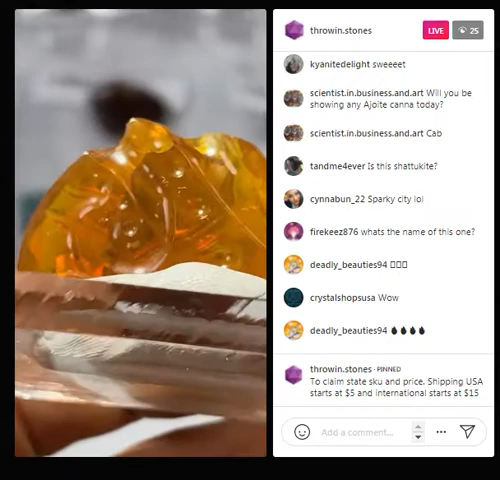 throwin.stones
LIVE
25
kyanitedelight sweeeet
scientist.in.business.and.art Will you be
showing any Ajoite canna today?
scientist.in.business.and.art Cab
tandme4ever Is this shattukite?
cynnabun_22 Sparky city lol
firekeez876 whats the name of this one?
deadly_beauties94
crystalshopsusa Wow
deadly_beauties94
throwin.stones · PINNED
To claim state sku and price. Shipping USA
starts at $5 and international starts at $15
Add a comment...